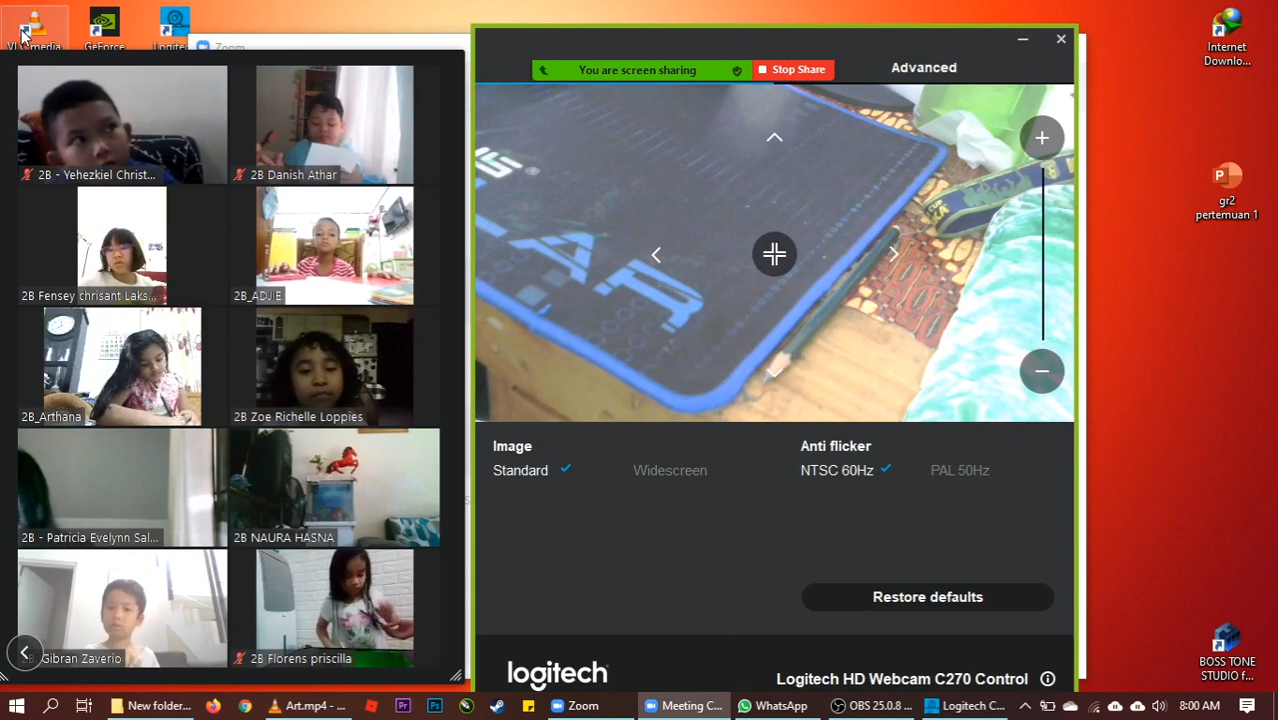 VLC media
GeForce
Logitec
Zoom
You are screen sharing
Stop Share
Advanced
Internet
Downlo...
gr2
pertemuan 1
2B - Yehezkiel Christ...
2B Danish Athar
2B Fensey chrisant Laks...
2B_ADJIE
2B_Arthana
2B Zoe Richelle Loppies
2B - Patricia Evelynn Sal...
2B NAURA HASNA
Gibran Zaverio
2B Florens priscilla
Image
Standard
Widescreen
Anti flicker
NTSC 60Hz
PAL 50Hz
Restore defaults
logitech
Logitech HD Webcam C270 Control
BOSS TONE
STUDIO f...
New folder...
Art.mp4 - ...
Pr
Ps
Zoom
Meeting C...
WhatsApp
OBS 25.0.8 ...
Logitech C...
8:00 AM